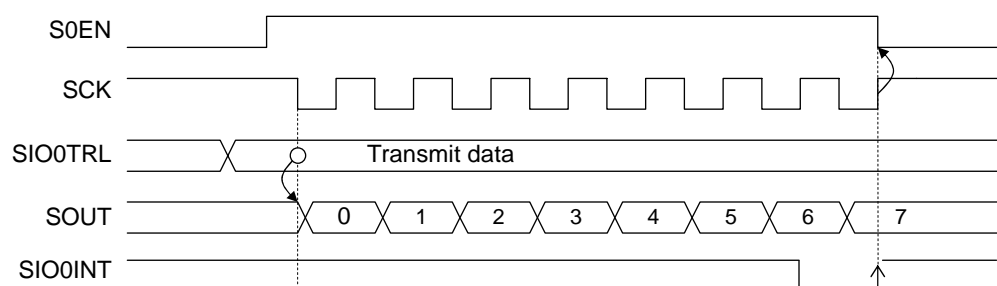 S0EN
SCK
SIO0TRL Transmit data
SOUT 0 1 2 3 4 5 6 7
SIO0INT